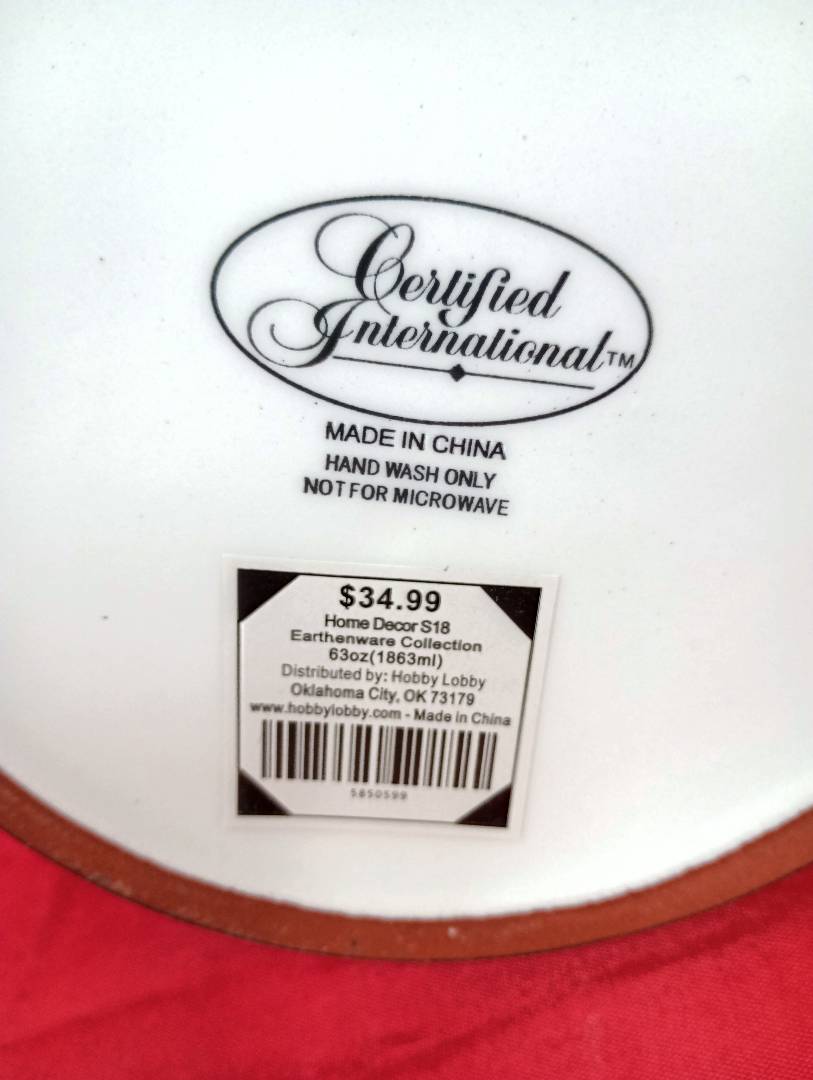 Certified
International™
MADE IN CHINA
HAND WASH ONLY
NOT FOR MICROWAVE
$34.99
Home Decor S18
Earthenware Collection
63oz(1863ml)
Distributed by: Hobby Lobby
Oklahoma City, OK 73179
www.hobbylobby.com - Made in China
5850599